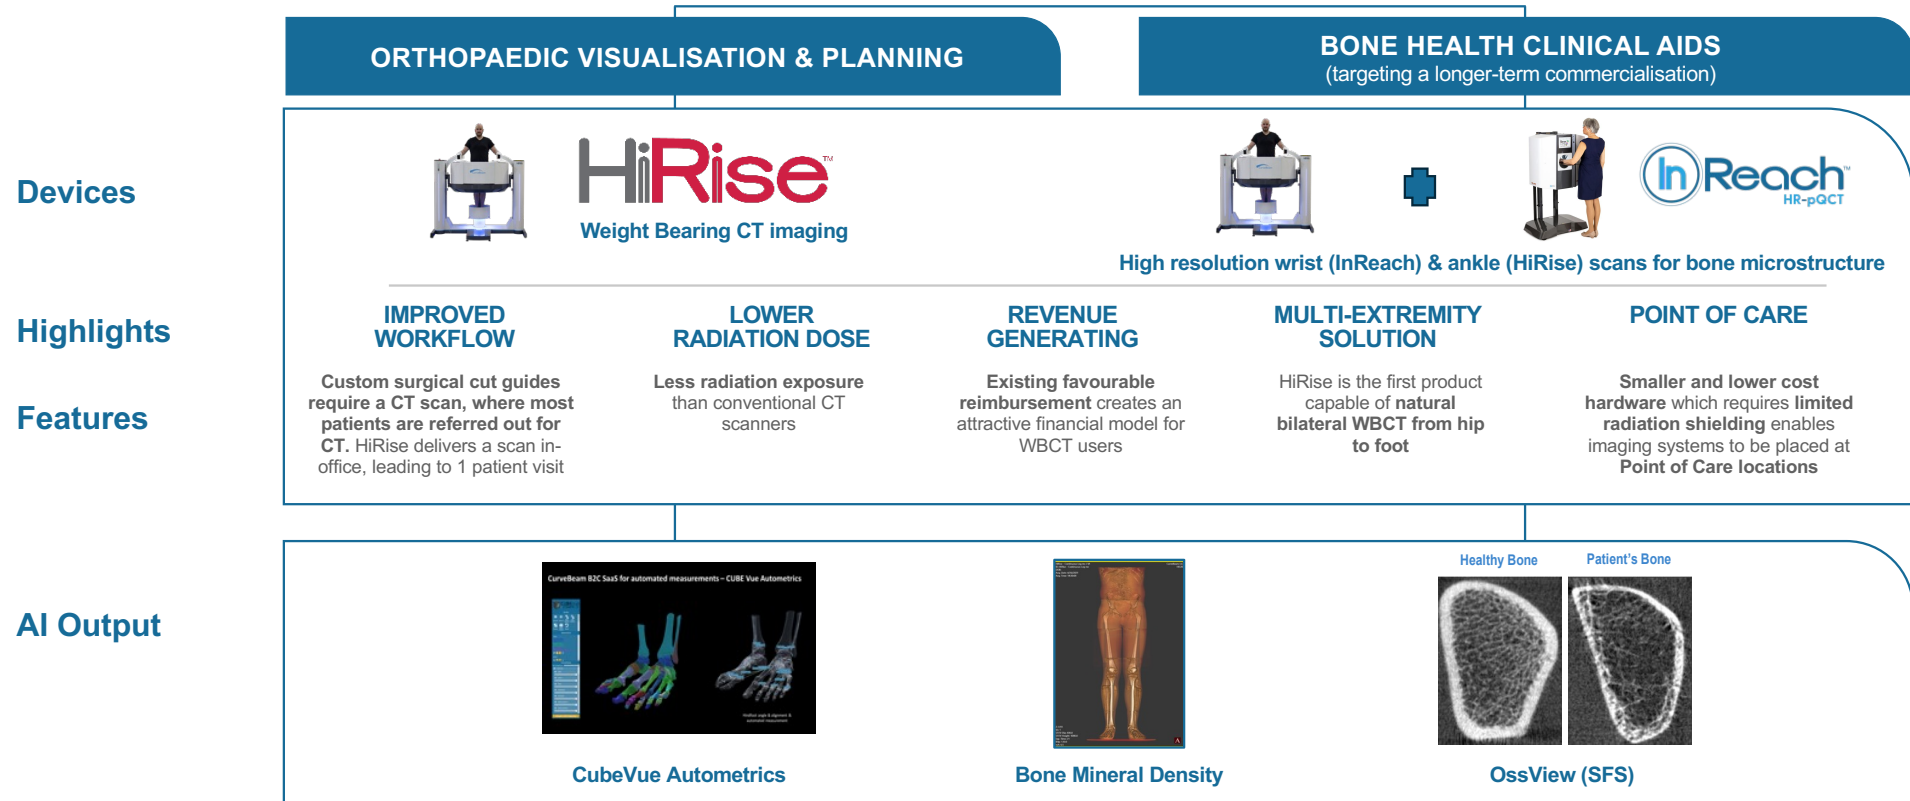 ORTHOPAEDIC VISUALISATION & PLANNING
BONE HEALTH CLINICAL AIDS
(targeting a longer-term commercialisation)
Devices
HiRise™
Weight Bearing CT imaging
InReach™
HR-pQCT
High resolution wrist (InReach) & ankle (HiRise) scans for bone microstructure
Highlights
IMPROVED
WORKFLOW
LOWER
RADIATION DOSE
REVENUE
GENERATING
MULTI-EXTREMITY
SOLUTION
POINT OF CARE
Features
Custom surgical cut guides
require a CT scan, where most
patients are referred out for
CT. HiRise delivers a scan in-
office, leading to 1 patient visit
Less radiation exposure
than conventional CT
scanners
Existing favourable
reimbursement creates an
attractive financial model for
WBCT users
HiRise is the first product
capable of natural
bilateral WBCT from hip
to foot
Smaller and lower cost
hardware which requires limited
radiation shielding enables
imaging systems to be placed at
Point of Care locations
AI Output
CurveBeam B2C SaaS for automated measurements – CUBE Vue Autometrics
Hindfoot angle & alignment &
automated measurement
CubeVue Autometrics
Bone Mineral Density
Healthy Bone
Patient's Bone
OssView (SFS)